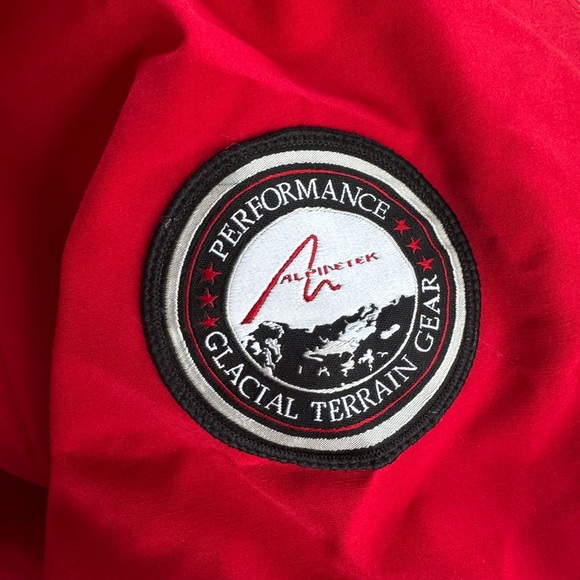 PERFORMANCE
ALPINETEK
GLACIAL TERRAIN GEAR